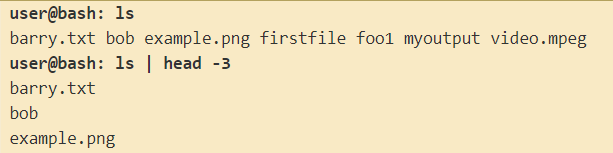 user@bash: ls
barry.txt bob example.png firstfile foo1 myoutput video.mpeg
user@bash: ls | head -3
barry.txt
bob
example.png